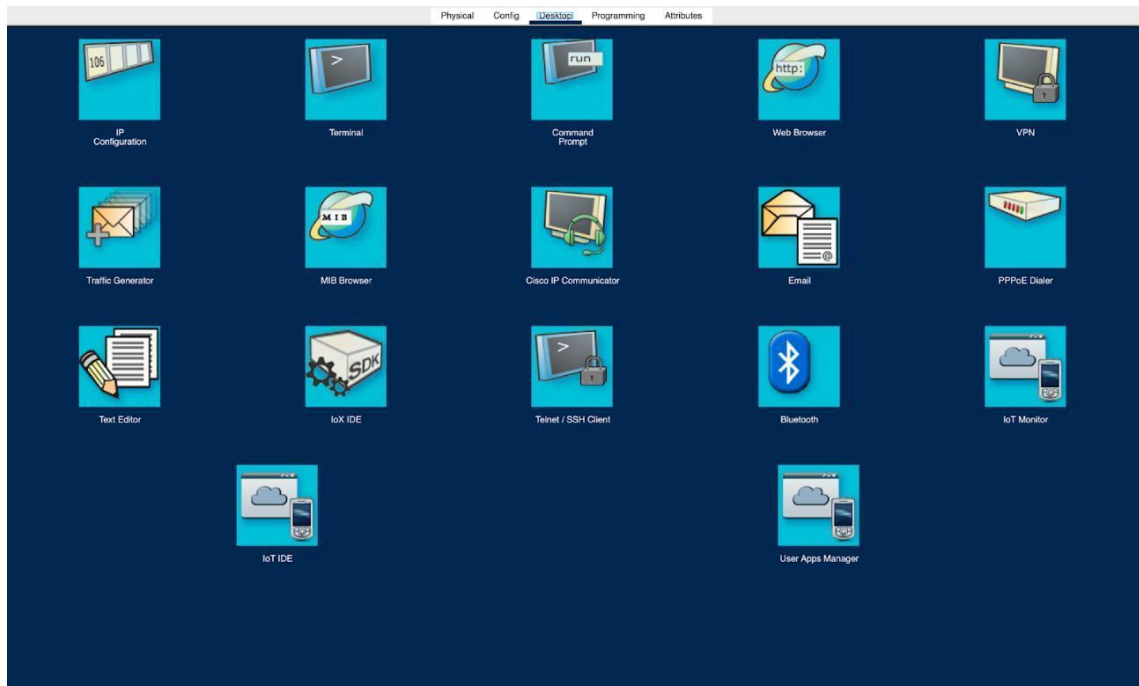 Physical Config Desktop Programming Attributes
106
>
run
http:
IP
Configuration
Terminal
Command
Prompt
Web Browser
VPN
MIB
@
Traffic Generator
MIB Browser
Cisco IP Communicator
Email
PPPoE Dialer
SDK
>
Text Editor
IoX IDE
Telnet / SSH Client
Bluetooth
IoT Monitor
IoT IDE
User Apps Manager